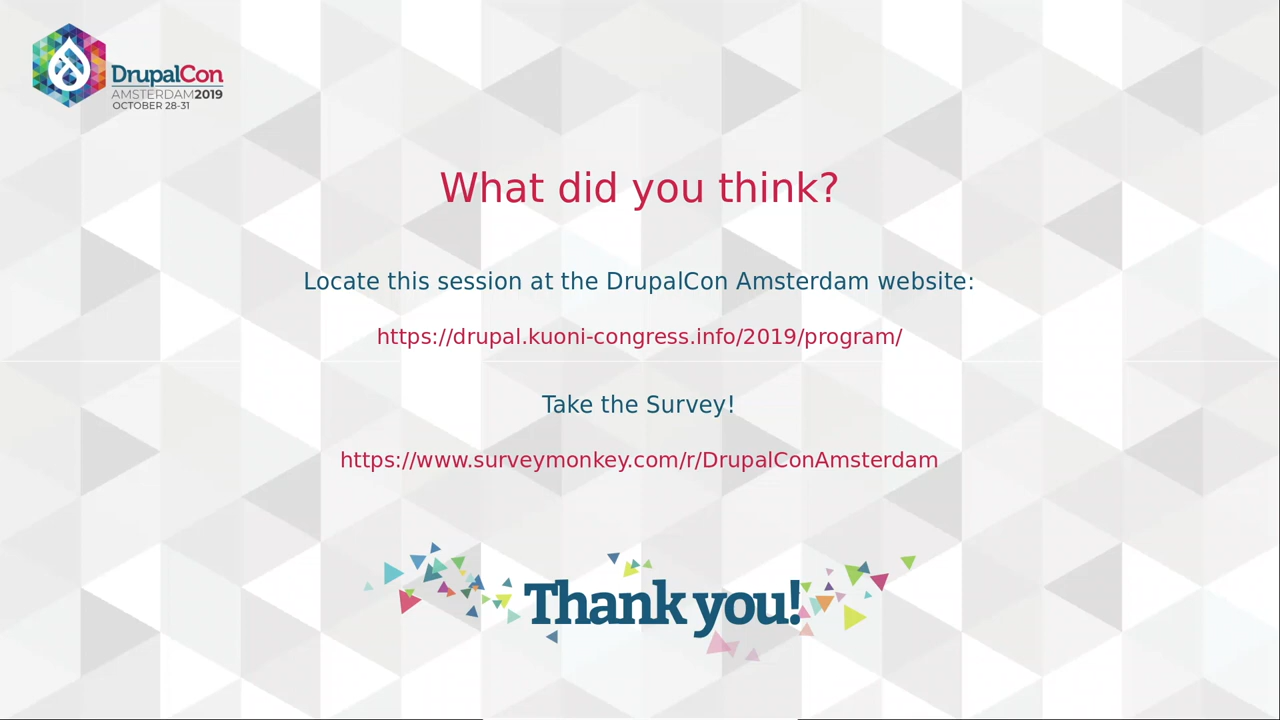 DrupalCon
AMSTERDAM2019
OCTOBER 28-31
What did you think?
Locate this session at the DrupalCon Amsterdam website:
https://drupal.kuoni-congress.info/2019/program/
Take the Survey!
https://www.surveymonkey.com/r/DrupalConAmsterdam
Thank you!